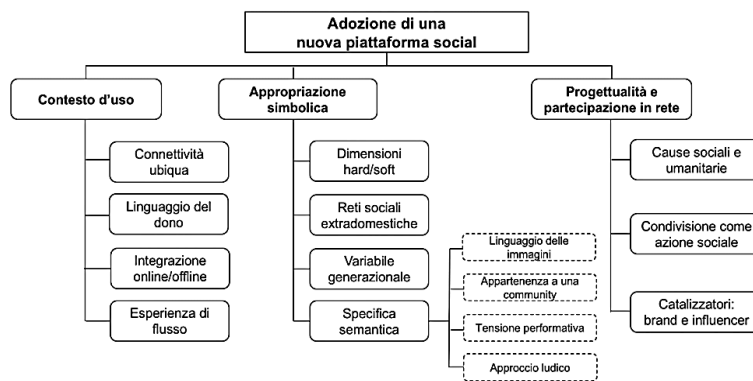 Adozione di una
nuova piattaforma social
Contesto d'uso
Connettività
ubiqua
Linguaggio del
dono
Integrazione
online/offline
Esperienza di
flusso
Appropriazione
simbolica
Dimensioni
hard/soft
Reti sociali
extradomestiche
Variabile
generazionale
Specifica
semantica
Linguaggio delle
immagini
Appartenenza a una
community
Tensione performativa
Approccio ludico
Progettualità e
partecipazione in rete
Cause sociali e
umanitarie
Condivisione come
azione sociale
Catalizzatori:
brand e influencer